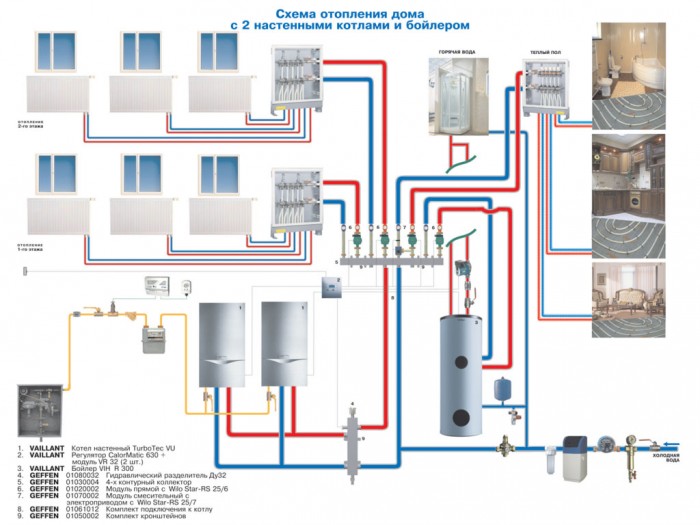 Схема отопления дома
с 2 настенными котлами и бойлером
ГОРЯЧАЯ ВОДА
ТЕПЛЫЙ ПОЛ
отопления
2-го этажа
отопления
1-го этажа
ХОЛОДНАЯ
ВОДА
1. VAILLANT Котел настенный TurboTec VU
2. VAILLANT Регулятор CalorMatic 630 +
модуль VR 32 (2 шт.)
3. VAILLANT Бойлер VIH R 300
4. GEFFEN 01080032 Гидравлический разделитель Ду32
5. GEFFEN 01030004 4-х контурный коллектор
6. GEFFEN 01020002 Модуль прямой с Wilo Star-RS 25/6
7. GEFFEN 01070002 Модуль смесительный с
электроприводом с Wilo Star-RS 25/7
8. GEFFEN 01061012 Комплект подключения к котлу
9. GEFFEN 01050002 Комплект кронштейнов